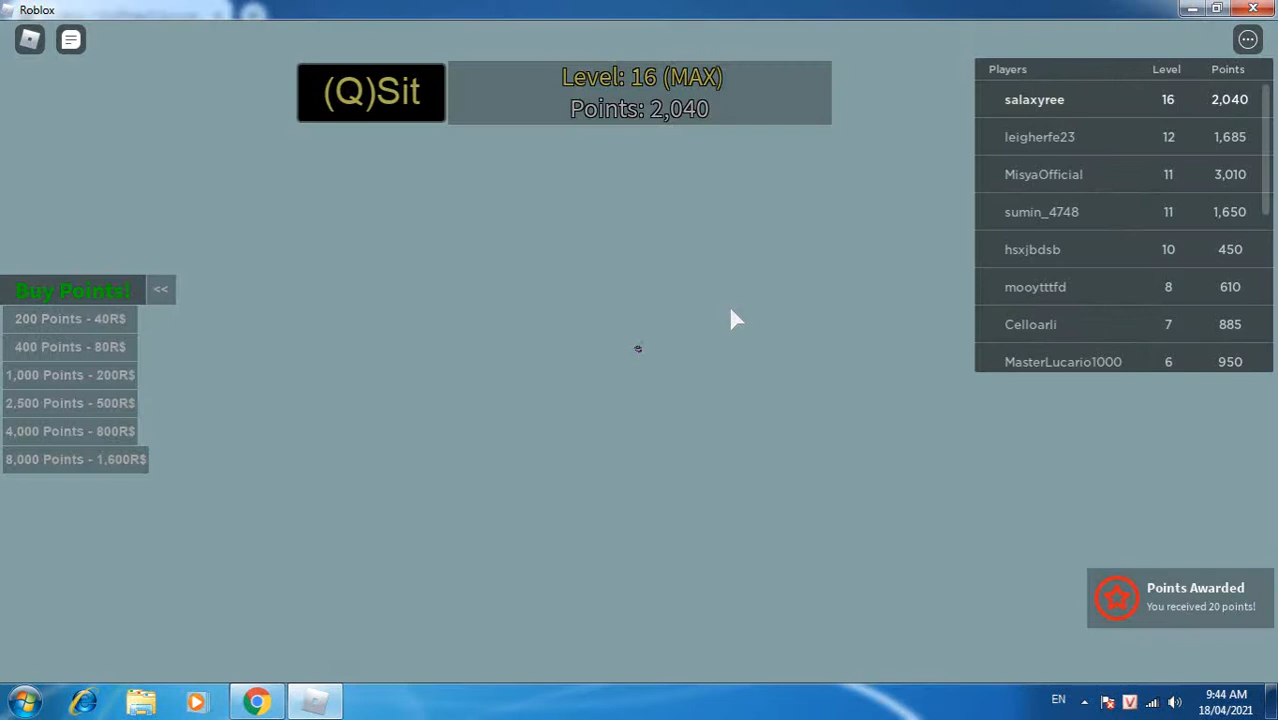 Roblox
(Q)Sit
Level: 16 (MAX)
Points: 2,040
Players Level Points
salaxyree 16 2,040
leigherfe23 12 1,685
MisyaOfficial 11 3,010
sumin_4748 11 1,650
hsxjbdsb 10 450
mooytttfd 8 610
Celloarli 7 885
MasterLucario1000 6 950
Buy Points! <<
200 Points - 40R$
400 Points - 80R$
1,000 Points - 200R$
2,500 Points - 500R$
4,000 Points - 800R$
8,000 Points - 1,600R$
Points Awarded
You received 20 points!
EN
9:44 AM
18/04/2021